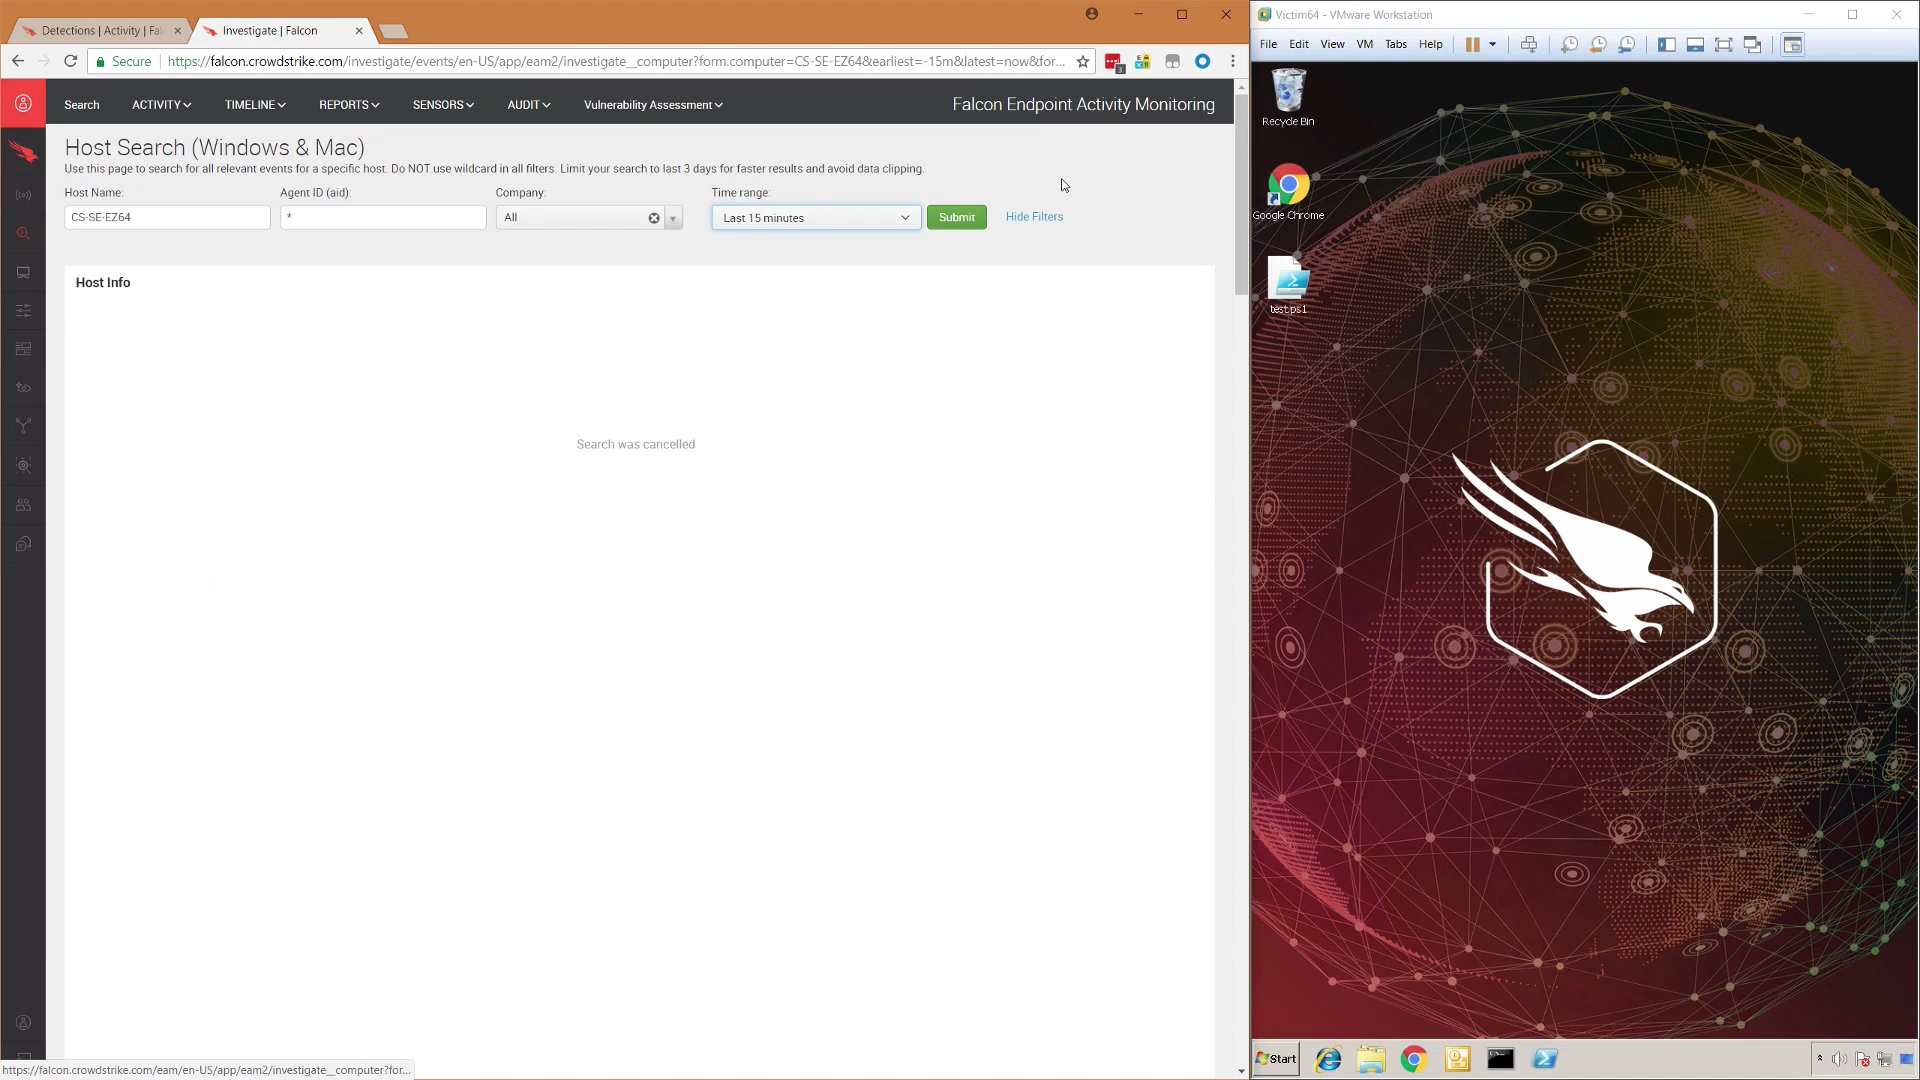 Detections | Activity | Fal
Investigate | Falcon
Victim64 - VMware Workstation
Secure
https://falcon.crowdstrike.com/investigate/events/en-US/app/eam2/investigate__computer?form.computer=CS-SE-EZ64&earliest=-15m&latest=now&for...
3
File Edit View VM Tabs Help
Search ACTIVITY TIMELINE REPORTS SENSORS AUDIT Vulnerability Assessment
Falcon Endpoint Activity Monitoring
Host Search (Windows & Mac)
Use this page to search for all relevant events for a specific host. Do NOT use wildcard in all filters. Limit your search to last 3 days for faster results and avoid data clipping.
Host Name: Agent ID (aid): Company: Time range:
CS-SE-EZ64 * All Last 15 minutes Submit Hide Filters
Host Info
Search was cancelled
Recycle Bin
Google Chrome
test.ps1
https://falcon.crowdstrike.com/eam/en-US/app/eam2/investigate__computer?for...
Start